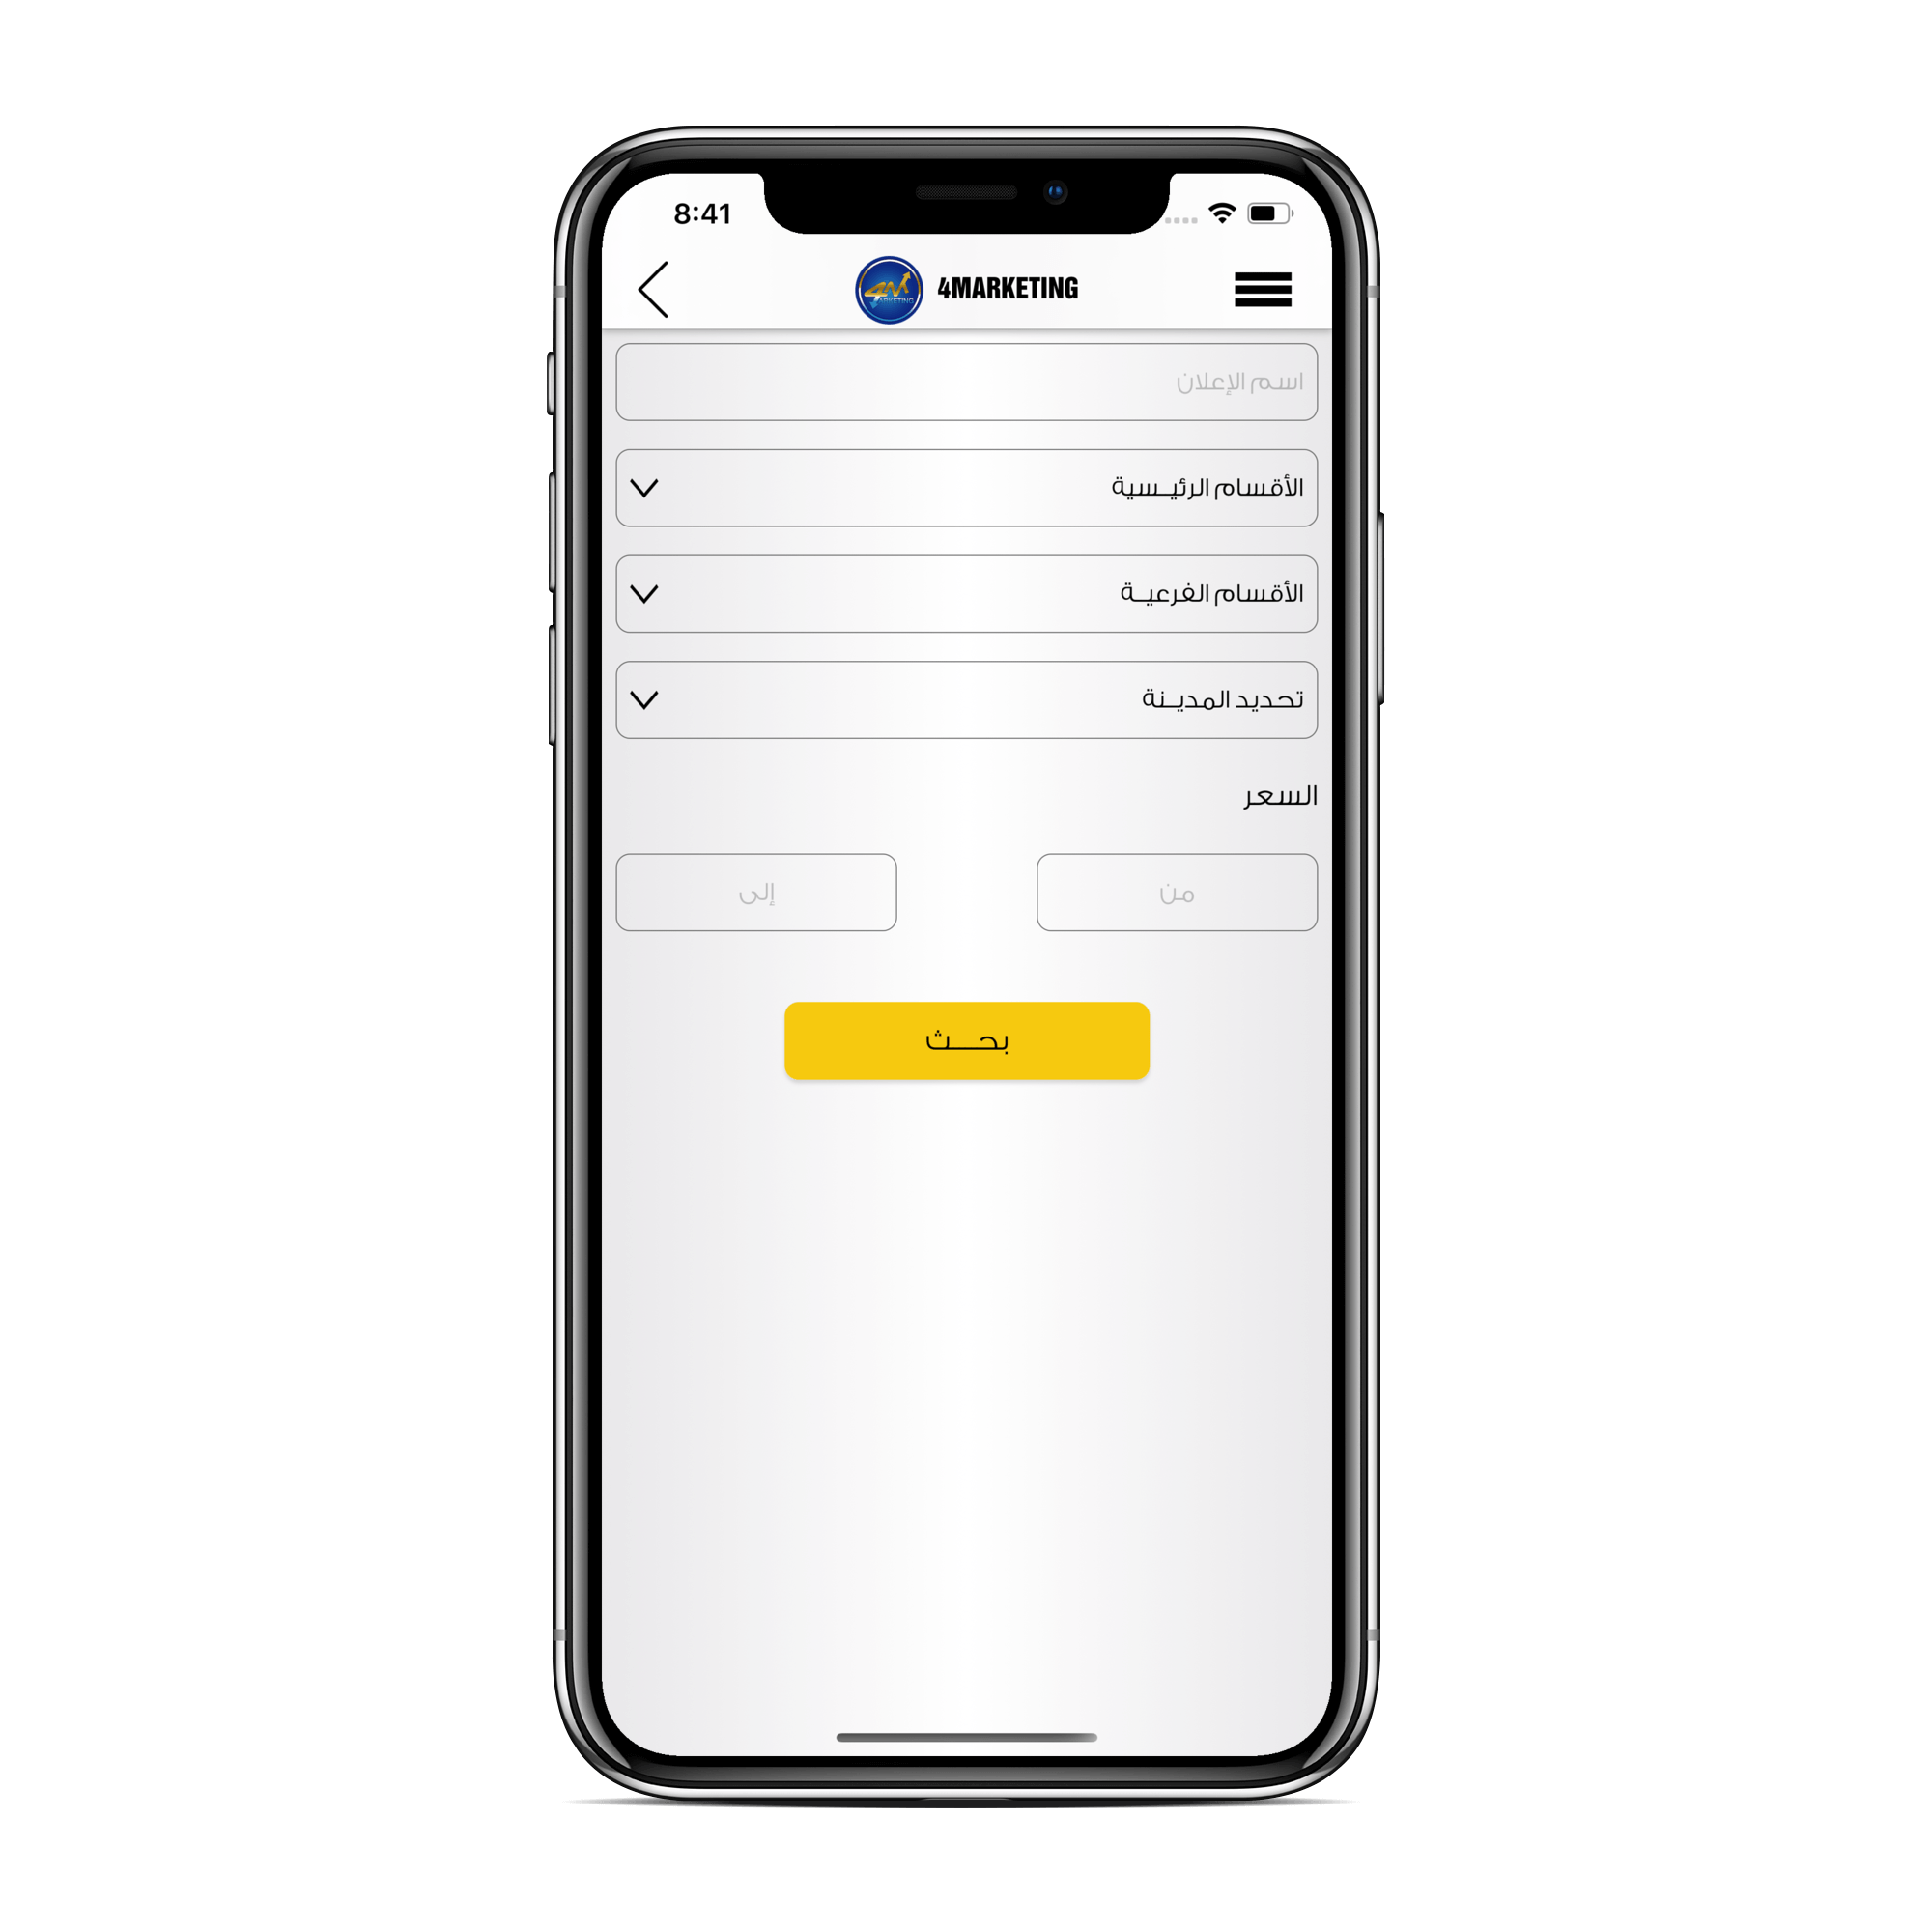 8:41
4M
MARKETING
4MARKETING
اسم الإعلان
الأقسام الرئيسية
الأقسام الفرعية
تحديد المدينة
السعر
من
إلى
بحث